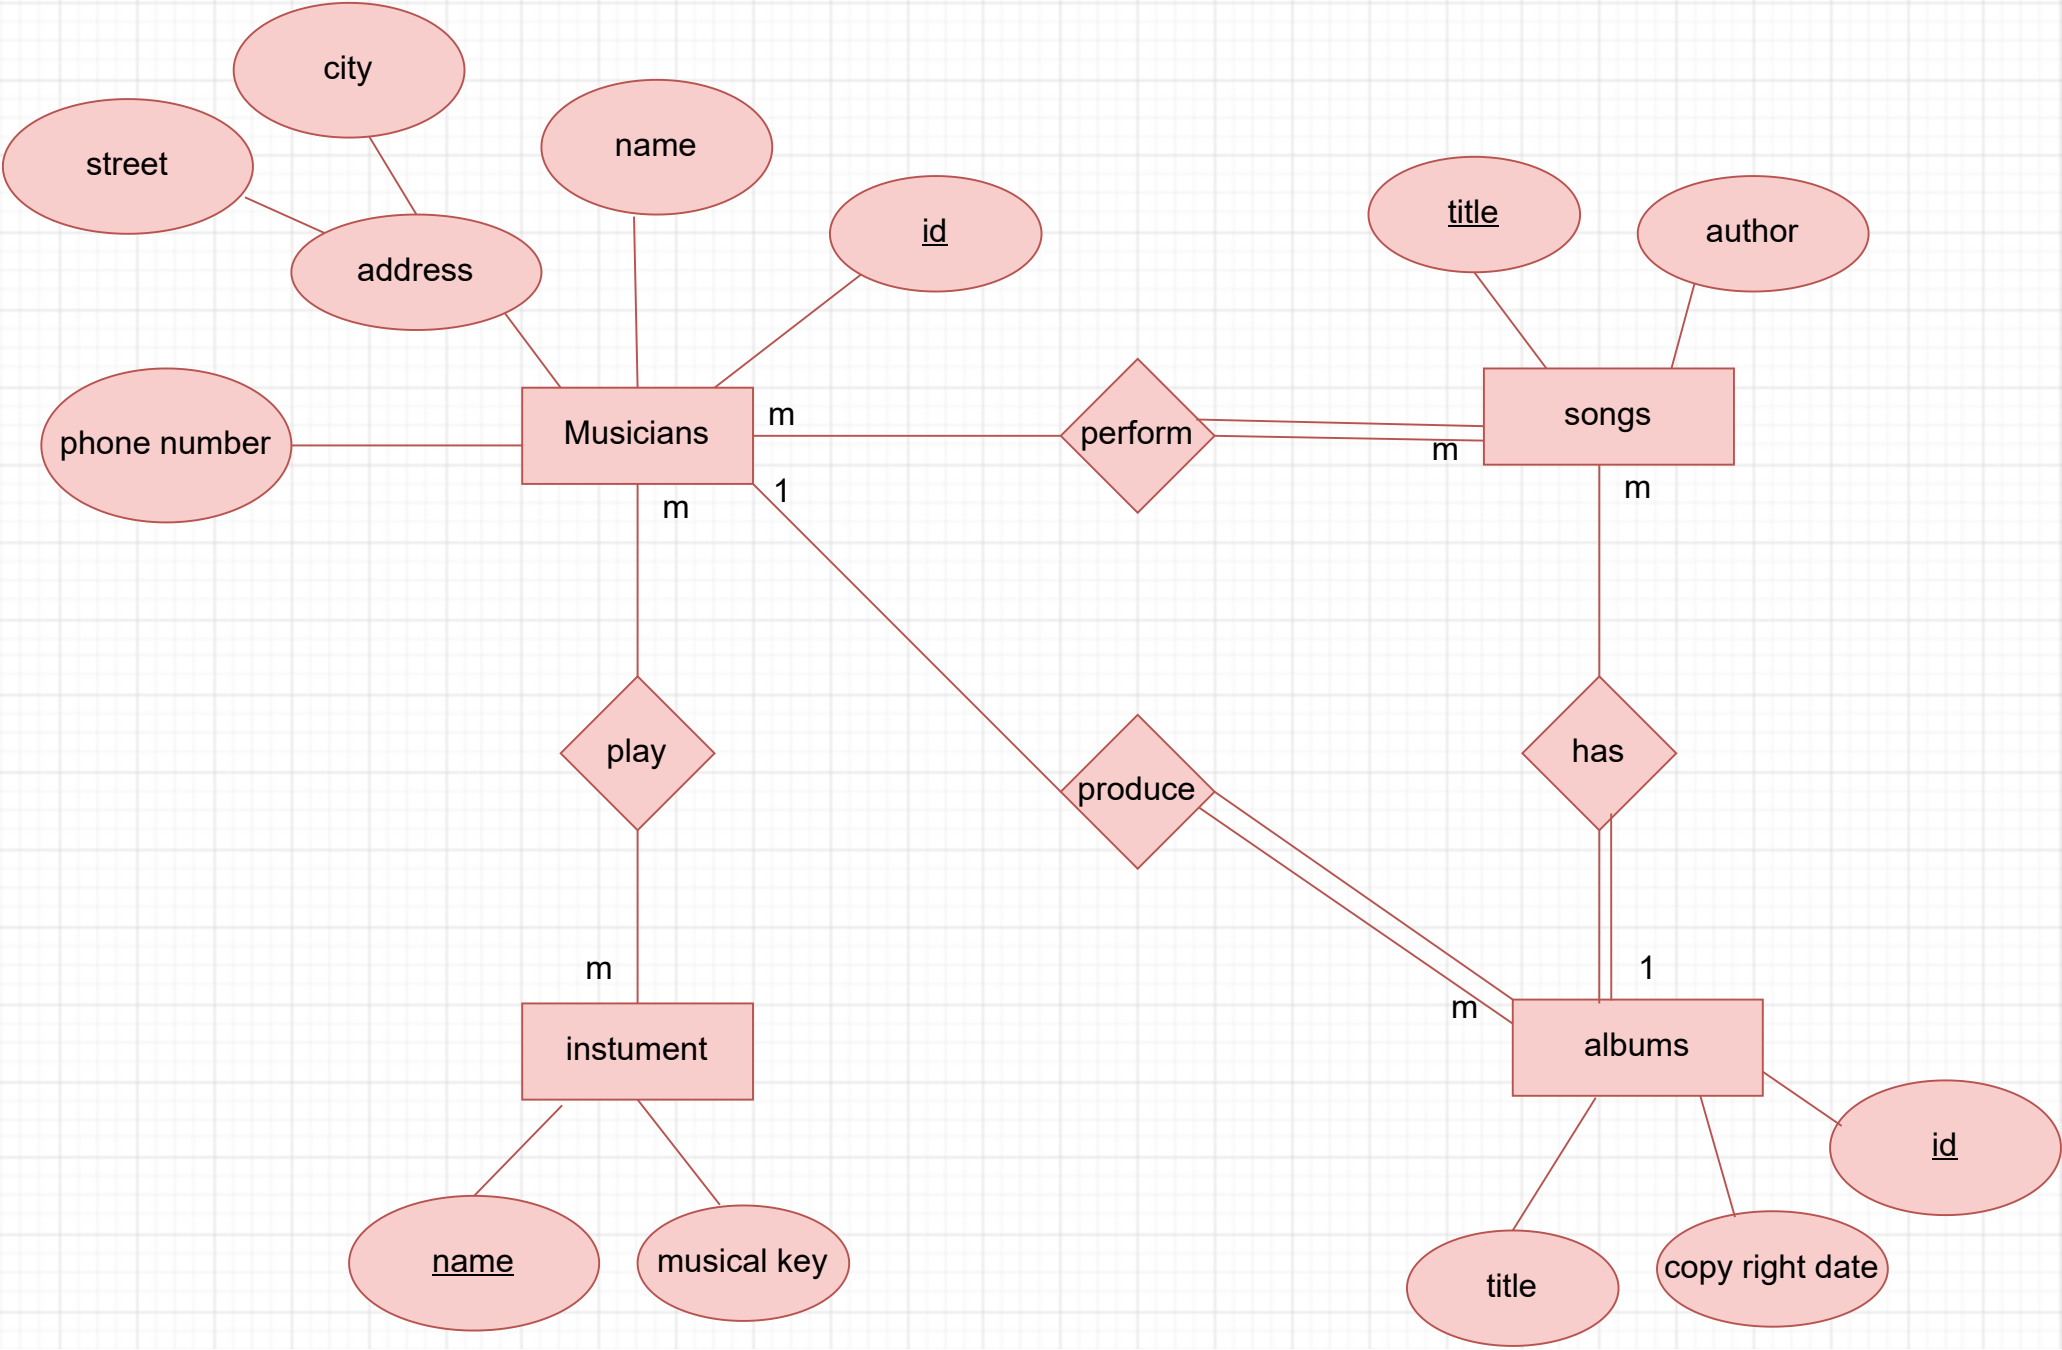 city
street
name
id
title
author
address
phone number
Musicians
m
perform
m
songs
1
m
m
play
produce
has
m
1
m
instument
albums
id
name
musical key
title
copy right date